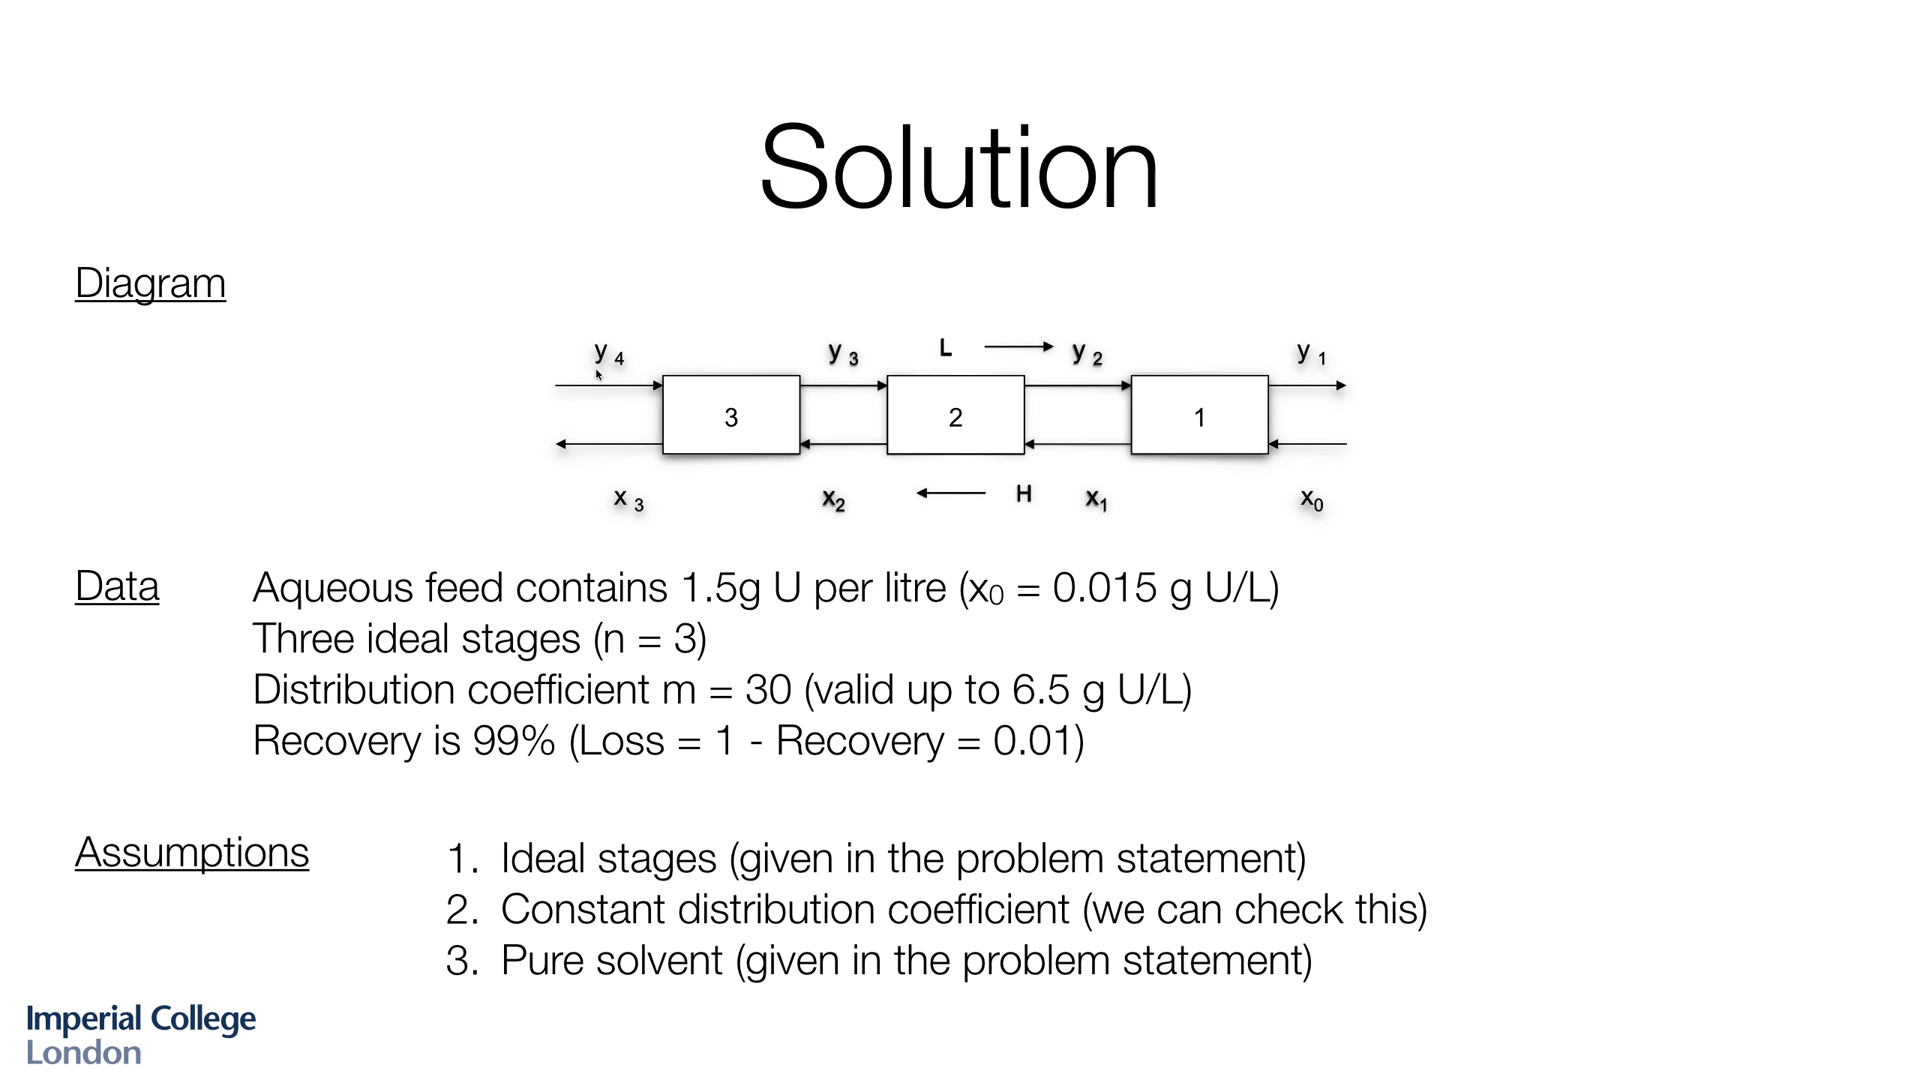 Solution
Diagram
y 4 y 3 L y 2 y 1
3 2 1
x 3 x2 H x1 x0
Data Aqueous feed contains 1.5g U per litre (x0 = 0.015 g U/L)
Three ideal stages (n = 3)
Distribution coefficient m = 30 (valid up to 6.5 g U/L)
Recovery is 99% (Loss = 1 - Recovery = 0.01)
Assumptions 1. Ideal stages (given in the problem statement)
2. Constant distribution coefficient (we can check this)
3. Pure solvent (given in the problem statement)
Imperial College
London